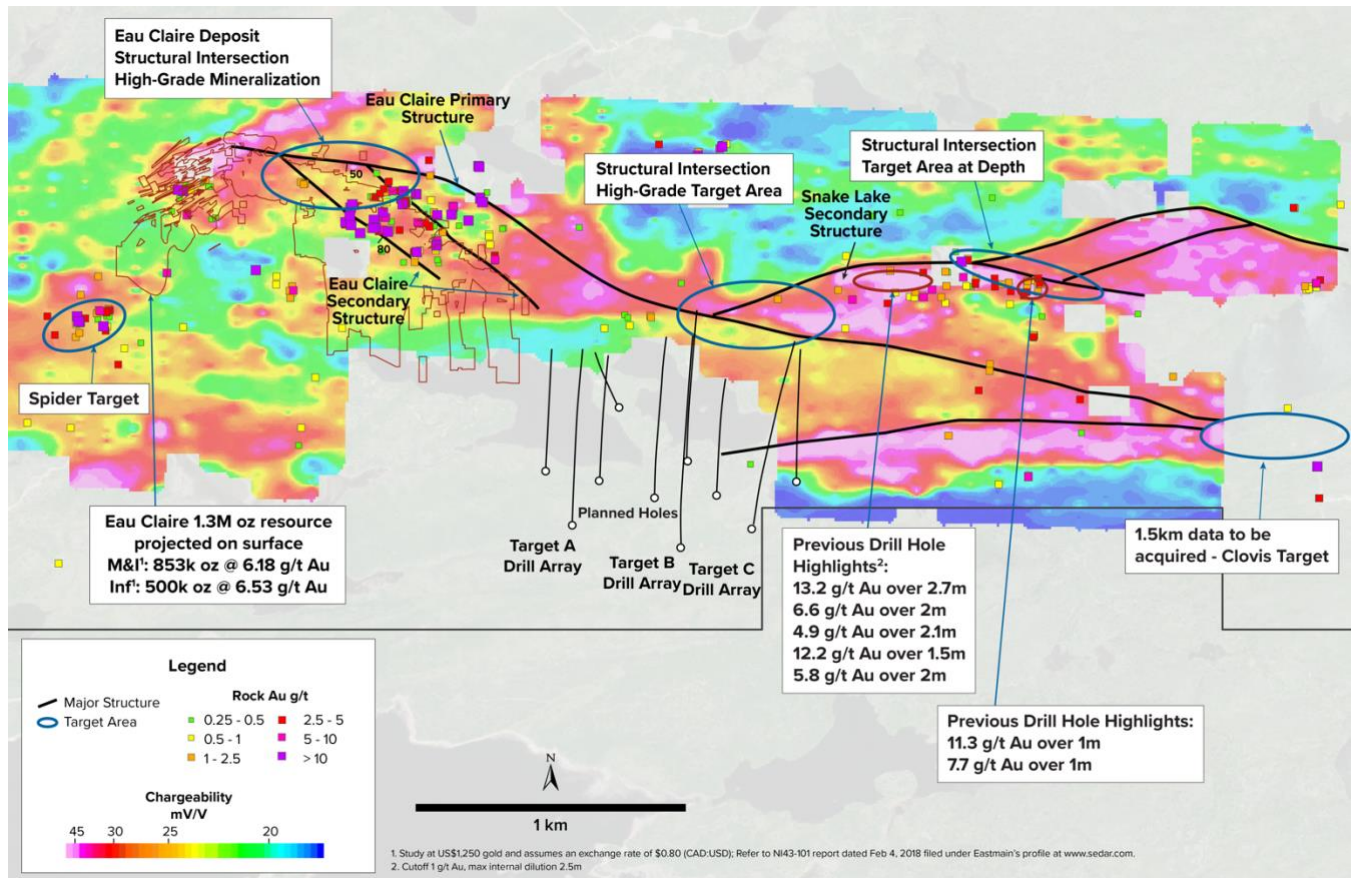 Eau Claire Deposit
Structural Intersection
High-Grade Mineralization
Eau Claire Primary
Structure
Structural Intersection
High-Grade Target Area
Structural Intersection
Target Area at Depth
Snake Lake
Secondary
Structure
50
80
Eau Claire
Secondary
Structure
Spider Target
Eau Claire 1.3M oz resource
projected on surface
M&I¹: 853k oz @ 6.18 g/t Au
Inf¹: 500k oz @ 6.53 g/t Au
Planned Holes
Target A
Drill Array
Target B
Drill Array
Target C
Drill Array
Previous Drill Hole
Highlights²:
13.2 g/t Au over 2.7m
6.6 g/t Au over 2m
4.9 g/t Au over 2.1m
12.2 g/t Au over 1.5m
5.8 g/t Au over 2m
1.5km data to be
acquired - Clovis Target
Previous Drill Hole Highlights:
11.3 g/t Au over 1m
7.7 g/t Au over 1m
Legend
Major Structure
Target Area
Rock Au g/t
0.25 - 0.5
0.5 - 1
1 - 2.5
2.5 - 5
5 - 10
> 10
Chargeability
mV/V
45 30 25 20
N
1 km
1. Study at US$1,250 gold and assumes an exchange rate of $0.80 (CAD:USD); Refer to NI43-101 report dated Feb 4, 2018 filed under Eastmain's profile at www.sedar.com.
2. Cutoff 1 g/t Au, max internal dilution 2.5m